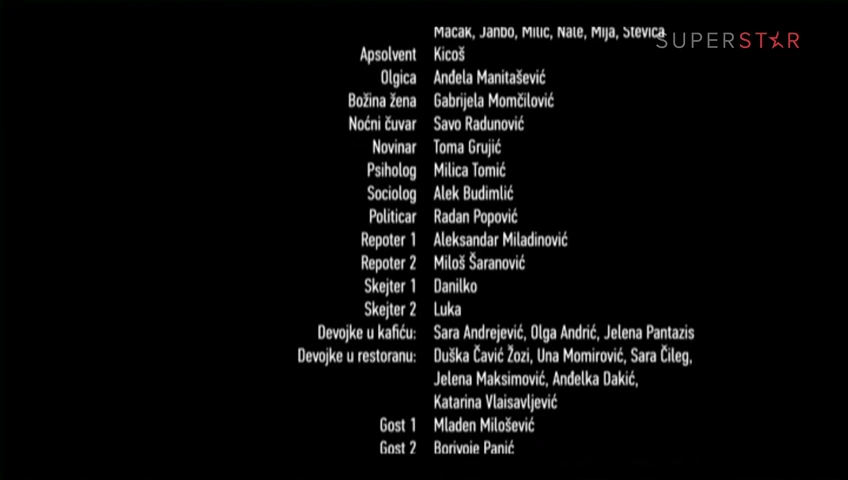 Mačak, Janbo, Milić, Nale, Mija, Stevica
SUPERSTAR
Apsolvent Kicoš
Olgica Anđela Manitašević
Božina žena Gabrijela Momčilović
Noćni čuvar Savo Radunović
Novinar Toma Grujić
Psiholog Milica Tomić
Sociolog Alek Budimlić
Politicar Radan Popović
Repoter 1 Aleksandar Miladinović
Repoter 2 Miloš Šaranović
Skejter 1 Danilko
Skejter 2 Luka
Devojke u kafiću: Sara Andrejević, Olga Andrić, Jelena Pantazis
Devojke u restoranu: Duška Čavić Žozi, Una Momirović, Sara Čileg,
Jelena Maksimović, Anđelka Dakić,
Katarina Vlaisavljević
Gost 1 Mladen Milošević
Gost 2 Borivoje Panić